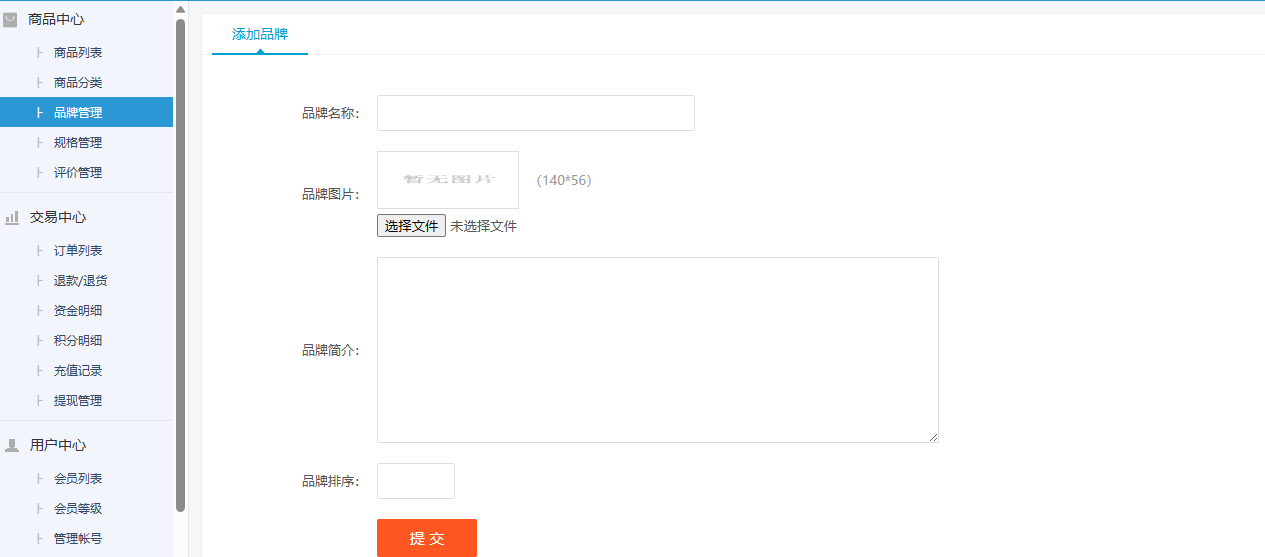 商品中心
├ 商品列表
├ 商品分类
├ 品牌管理
├ 规格管理
├ 评价管理
交易中心
├ 订单列表
├ 退款/退货
├ 资金明细
├ 积分明细
├ 充值记录
├ 提现管理
用户中心
├ 会员列表
├ 会员等级
├ 管理帐号
添加品牌
品牌名称：
品牌图片：
暂无图片
（140*56）
选择文件 未选择文件
品牌简介：
品牌排序：
提 交